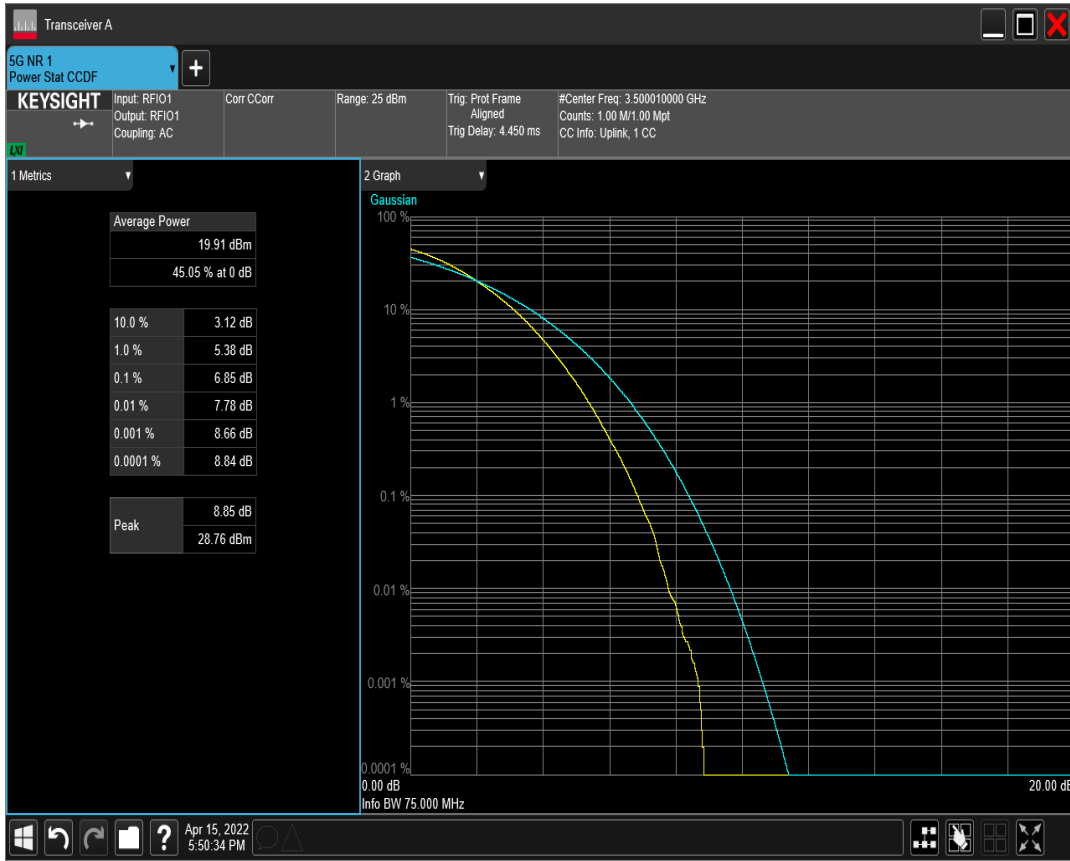 Transceiver A
5G NR 1
Power Stat CCDF
KEYSIGHT
LXI
Input: RFIO1
Output: RFIO1
Coupling: AC
Corr CCorr
Range: 25 dBm
Trig: Prot Frame
Aligned
Trig Delay: 4.450 ms
#Center Freq: 3.500010000 GHz
Counts: 1.00 M/1.00 Mpt
CC Info: Uplink, 1 CC
1 Metrics
Average Power
19.91 dBm
45.05 % at 0 dB
10.0 % 3.12 dB
1.0 % 5.38 dB
0.1 % 6.85 dB
0.01 % 7.78 dB
0.001 % 8.66 dB
0.0001 % 8.84 dB
Peak
8.85 dB
28.76 dBm
2 Graph
Gaussian
100 %
10 %
1 %
0.1 %
0.01 %
0.001 %
0.0001 %
0.00 dB 20.00 dB
Info BW 75.000 MHz
?
Apr 15, 2022
5:50:34 PM